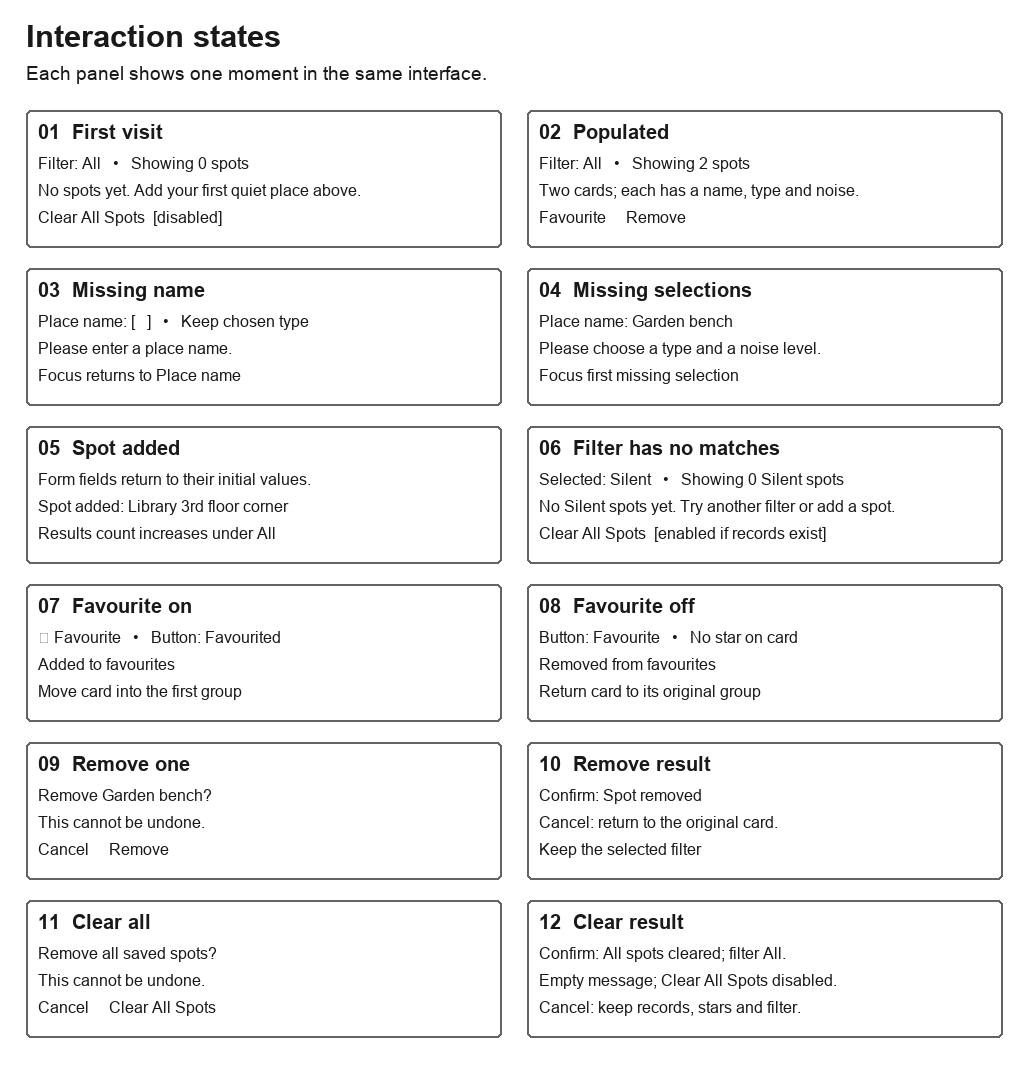 Interaction states
Each panel shows one moment in the same interface.
01 First visit
Filter: All • Showing 0 spots
No spots yet. Add your first quiet place above.
Clear All Spots [disabled]
02 Populated
Filter: All • Showing 2 spots
Two cards; each has a name, type and noise.
Favourite Remove
03 Missing name
Place name: [ ] • Keep chosen type
Please enter a place name.
Focus returns to Place name
04 Missing selections
Place name: Garden bench
Please choose a type and a noise level.
Focus first missing selection
05 Spot added
Form fields return to their initial values.
Spot added: Library 3rd floor corner
Results count increases under All
06 Filter has no matches
Selected: Silent • Showing 0 Silent spots
No Silent spots yet. Try another filter or add a spot.
Clear All Spots [enabled if records exist]
07 Favourite on
Favourite • Button: Favourited
Added to favourites
Move card into the first group
08 Favourite off
Button: Favourite • No star on card
Removed from favourites
Return card to its original group
09 Remove one
Remove Garden bench?
This cannot be undone.
Cancel Remove
10 Remove result
Confirm: Spot removed
Cancel: return to the original card.
Keep the selected filter
11 Clear all
Remove all saved spots?
This cannot be undone.
Cancel Clear All Spots
12 Clear result
Confirm: All spots cleared; filter All.
Empty message; Clear All Spots disabled.
Cancel: keep records, stars and filter.